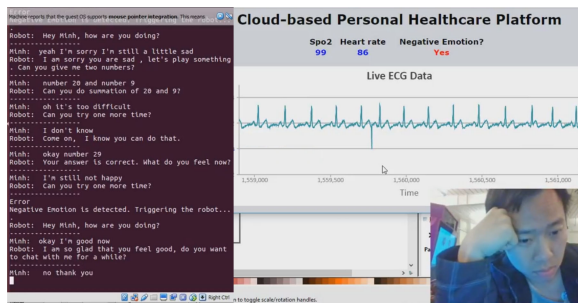 Error
Machine reports that the guest OS supports mouse pointer integration. This means
Robot: Hey Minh, how are you doing?
-----------------
Minh: yeah I'm sorry I'm still a little sad
Robot: I am sorry you are sad , let's play something
. Can you give me two numbers?
-----------------
Minh: number 20 and number 9
Robot: Can you do summation of 20 and 9?
-----------------
Minh: oh it's too difficult
Robot: Can you try one more time?
-----------------
Minh: I don't know
Robot: Come on, I know you can do that.
-----------------
Minh: okay number 29
Robot: Your answer is correct. What do you feel now?
-----------------
Minh: I'm still not happy
Robot: Can you try one more time?
-----------------
Error
Negative Emotion is detected. Triggering the robot...
.
Robot: Hey Minh, how are you doing?
-----------------
Minh: okay I'm good now
Robot: I am so glad that you feel good, do you want
to chat with me for a while?
-----------------
Minh: no thank you
Right Ctrl
Cloud-based Personal Healthcare Platform
Spo2 Heart rate Negative Emotion?
99 86 Yes
Live ECG Data
1,559,000 1,559,500 1,560,000 1,560,500 1,561,000
Time
Pa
n to toggle scale/rotation handles.